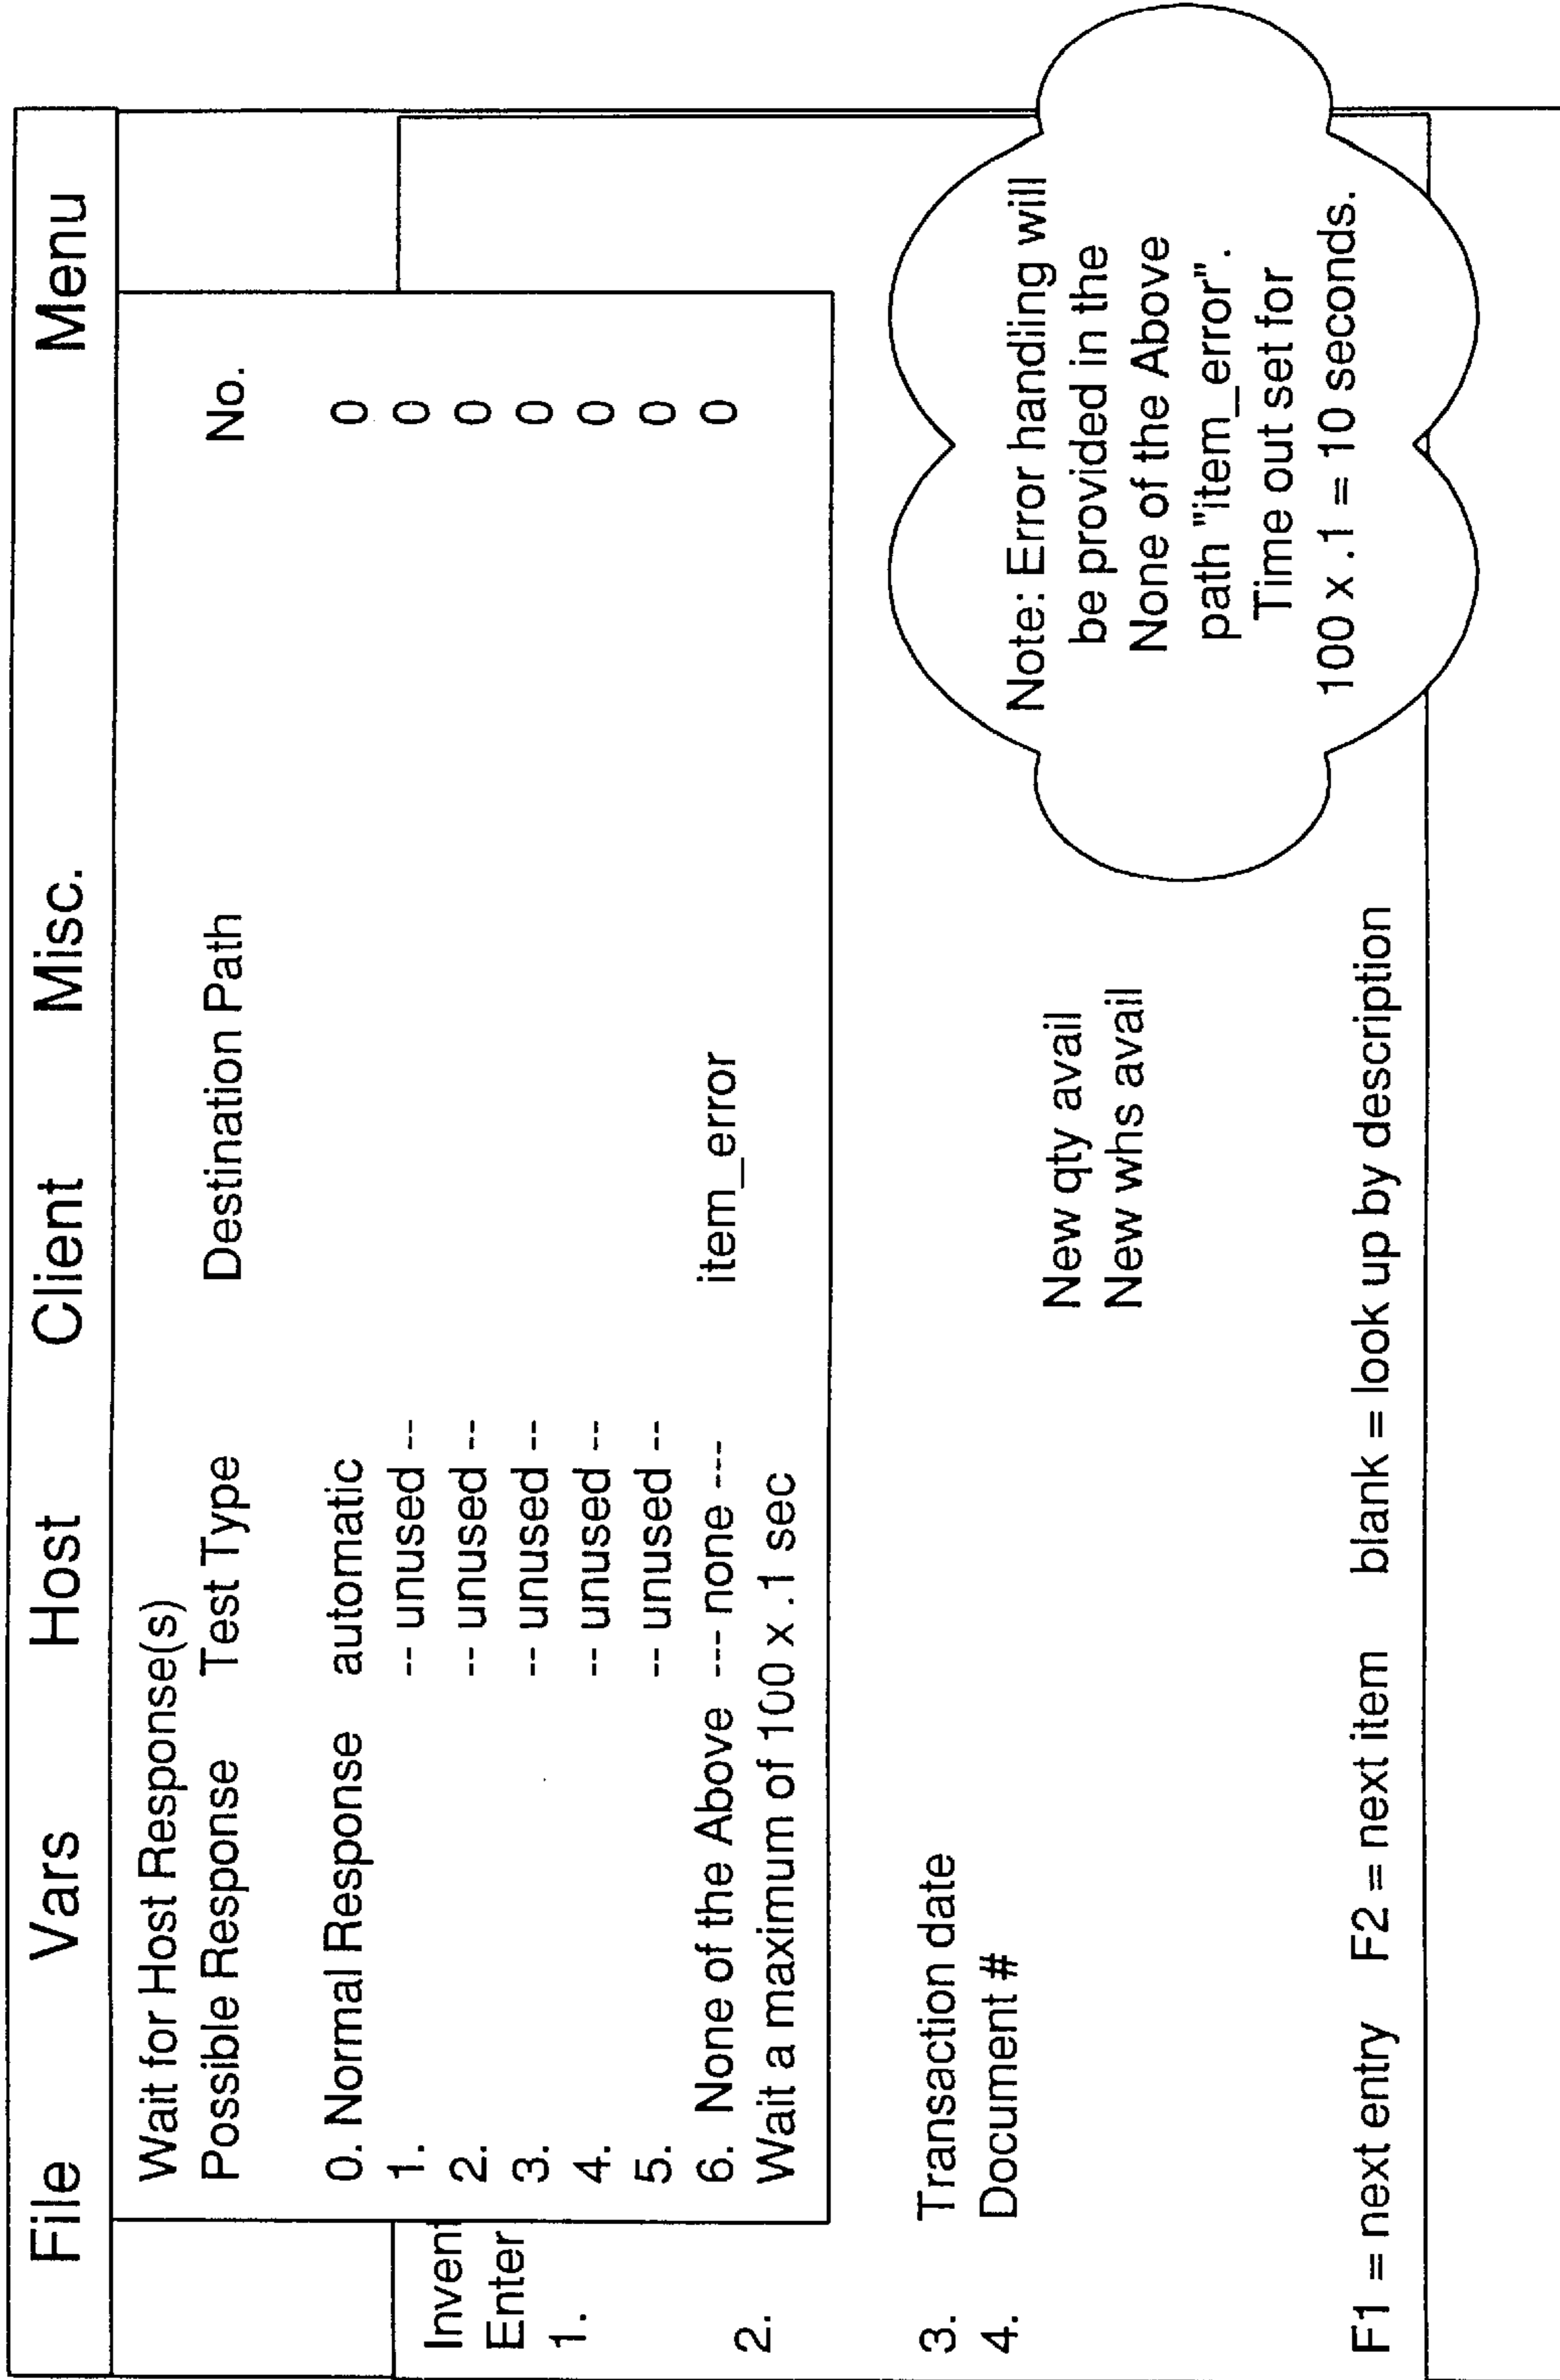 File Vars Host Client Misc. Menu
Wait for Host Response(s)
Possible Response Test Type Destination Path No.
0. Normal Response automatic 0
1. -- unused -- 0
2. -- unused -- 0
3. -- unused -- 0
4. -- unused -- 0
5. -- unused -- 0
6. None of the Above --- none --- item_error 0
Wait a maximum of 100 x .1 sec
Invent
Enter
1.
2.
3. Transaction date
4. Document #
New qty avail
New whs avail
F1 = next entry F2 = next item blank = look up by description
Note: Error handling will
be provided in the
None of the Above
path "item_error".
Time out set for
100 x .1 = 10 seconds.